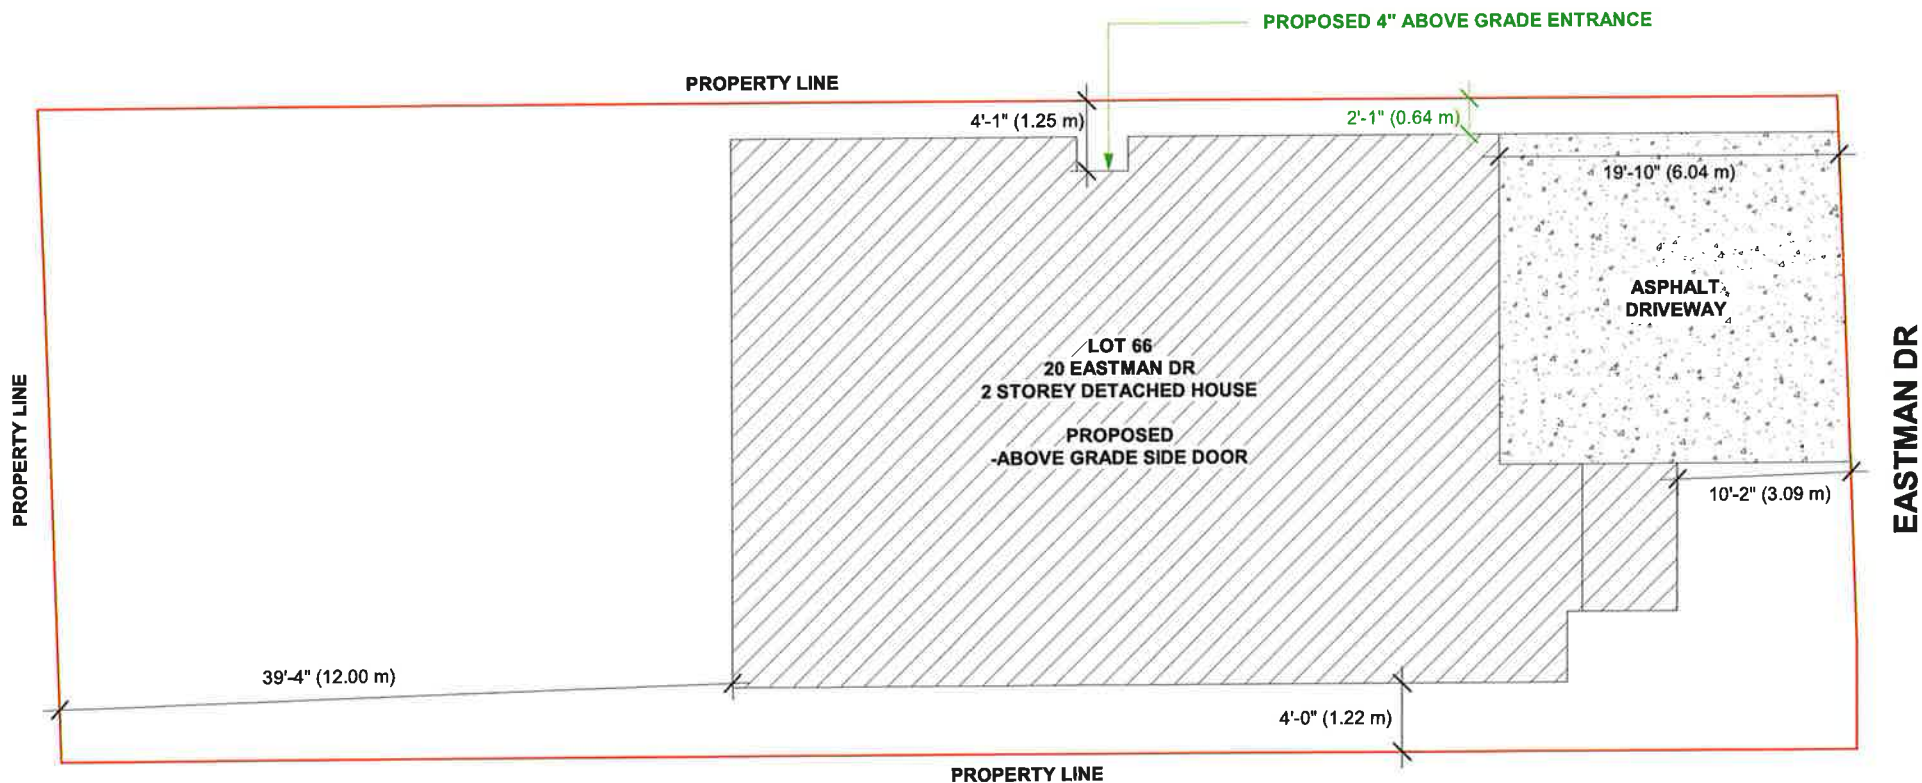 PROPOSED 4" ABOVE GRADE ENTRANCE
PROPERTY LINE
4'-1" (1.25 m)
2'-1" (0.64 m)
19'-10" (6.04 m)
ASPHALT
DRIVEWAY
LOT 66
20 EASTMAN DR
2 STOREY DETACHED HOUSE
PROPOSED
-ABOVE GRADE SIDE DOOR
PROPERTY LINE
EASTMAN DR
10'-2" (3.09 m)
39'-4" (12.00 m)
4'-0" (1.22 m)
PROPERTY LINE